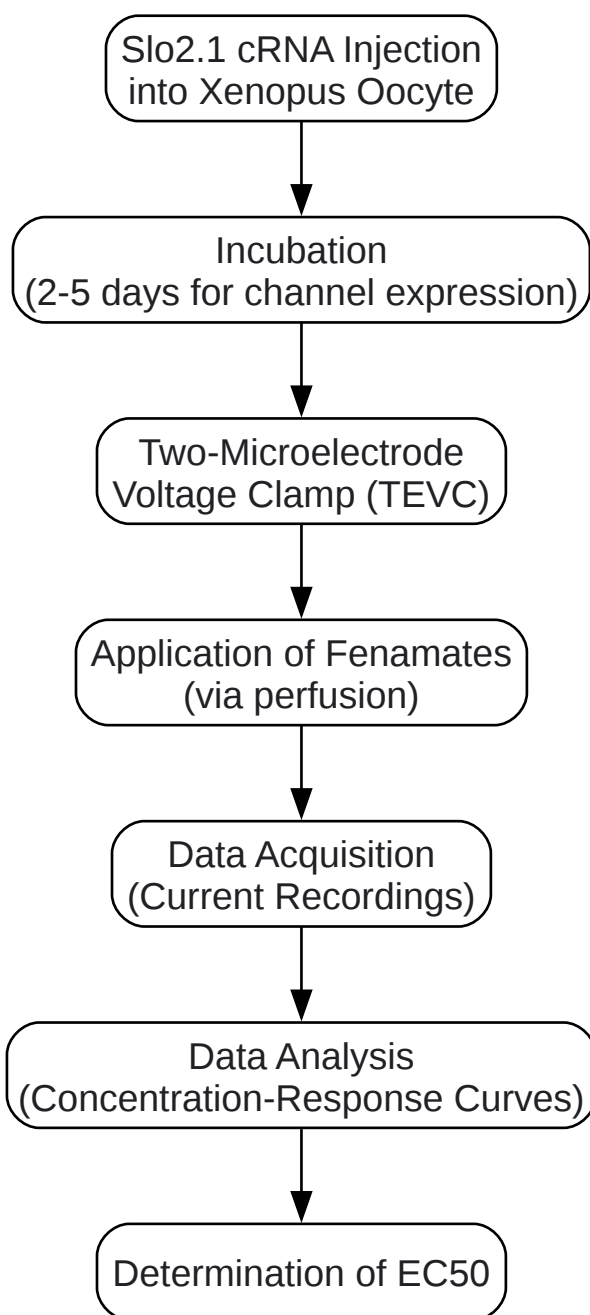 Slo2.1 cRNA Injection
into Xenopus Oocyte
Incubation
(2-5 days for channel expression)
Two-Microelectrode
Voltage Clamp (TEVC)
Application of Fenamates
(via perfusion)
Data Acquisition
(Current Recordings)
Data Analysis
(Concentration-Response Curves)
Determination of EC50